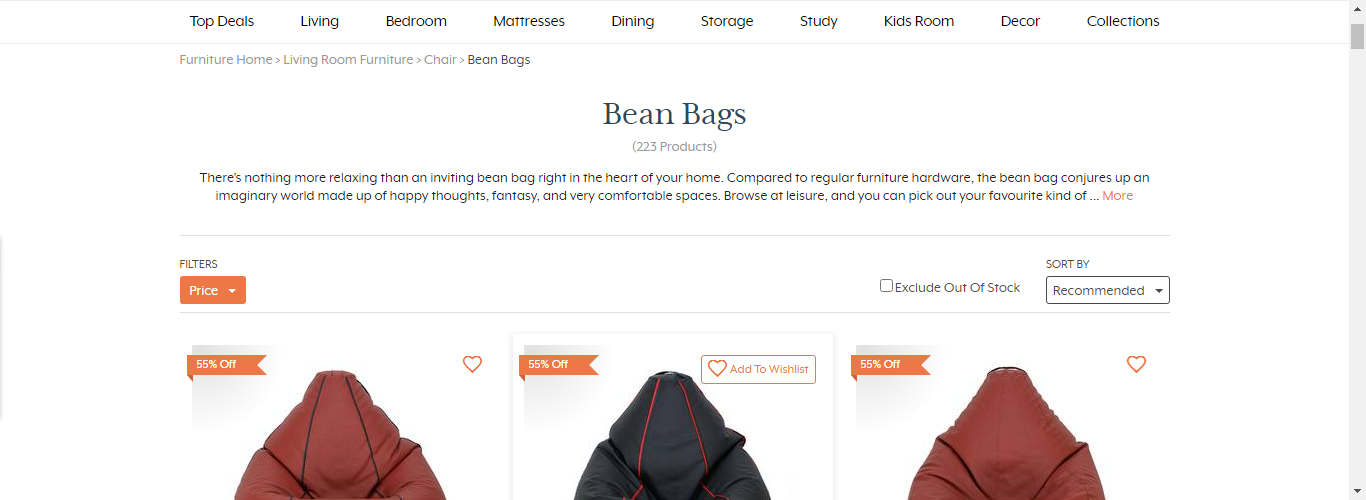 Top Deals Living Bedroom Mattresses Dining Storage Study Kids Room Decor Collections
Furniture Home > Living Room Furniture > Chair > Bean Bags
Bean Bags
(223 Products)
There's nothing more relaxing than an inviting bean bag right in the heart of your home. Compared to regular furniture hardware, the bean bag conjures up an
imaginary world made up of happy thoughts, fantasy, and very comfortable spaces. Browse at leisure, and you can pick out your favourite kind of ... More
FILTERS
Price
Exclude Out Of Stock
SORT BY
Recommended
55% Off
55% Off
Add To Wishlist
55% Off